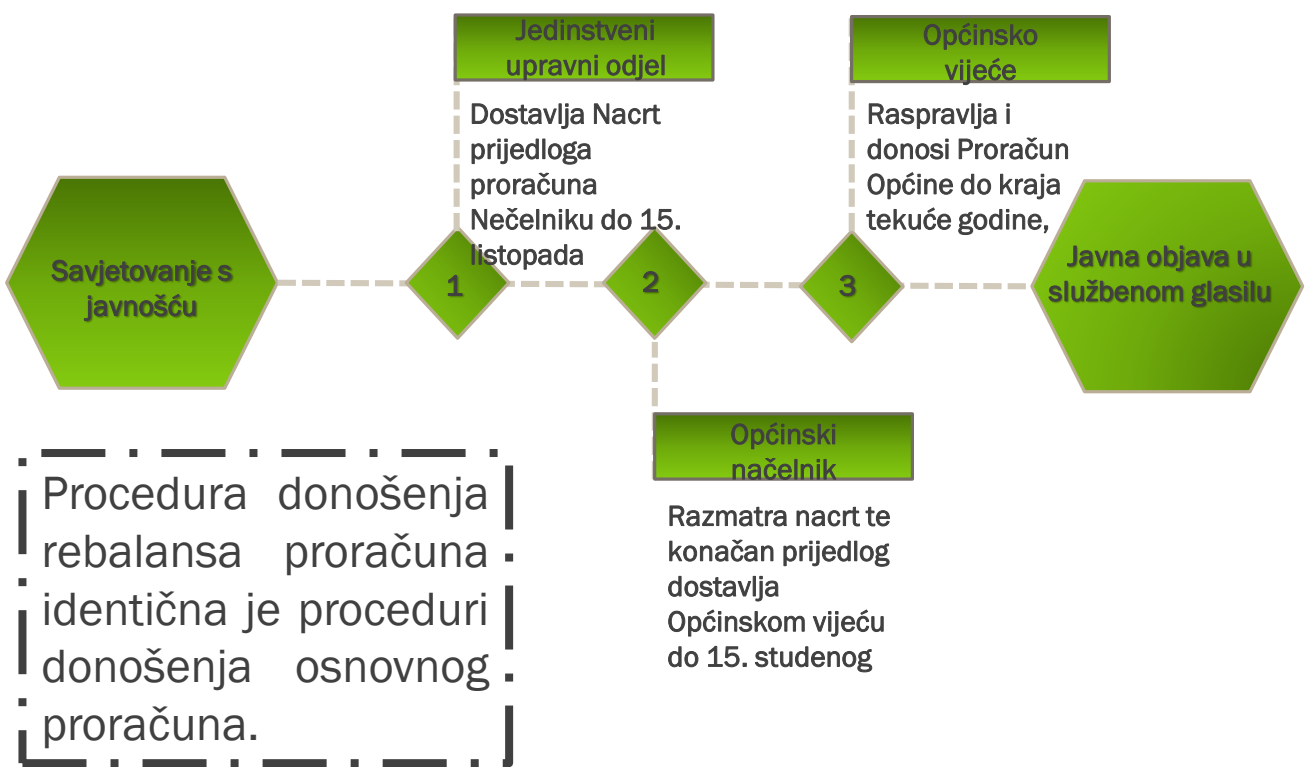 Savjetovanje s
javnošću
1
Jedinstveni
upravni odjel
Dostavlja Nacrt
prijedloga
proračuna
Nečelniku do 15.
listopada
2
Općinski
načelnik
Razmatra nacrt te
konačan prijedlog
dostavlja
Općinskom vijeću
do 15. studenog
3
Općinsko
vijeće
Raspravlja i
donosi Proračun
Općine do kraja
tekuće godine,
Javna objava u
službenom glasilu
Procedura donošenja
rebalansa proračuna
identična je proceduri
donošenja osnovnog
proračuna.